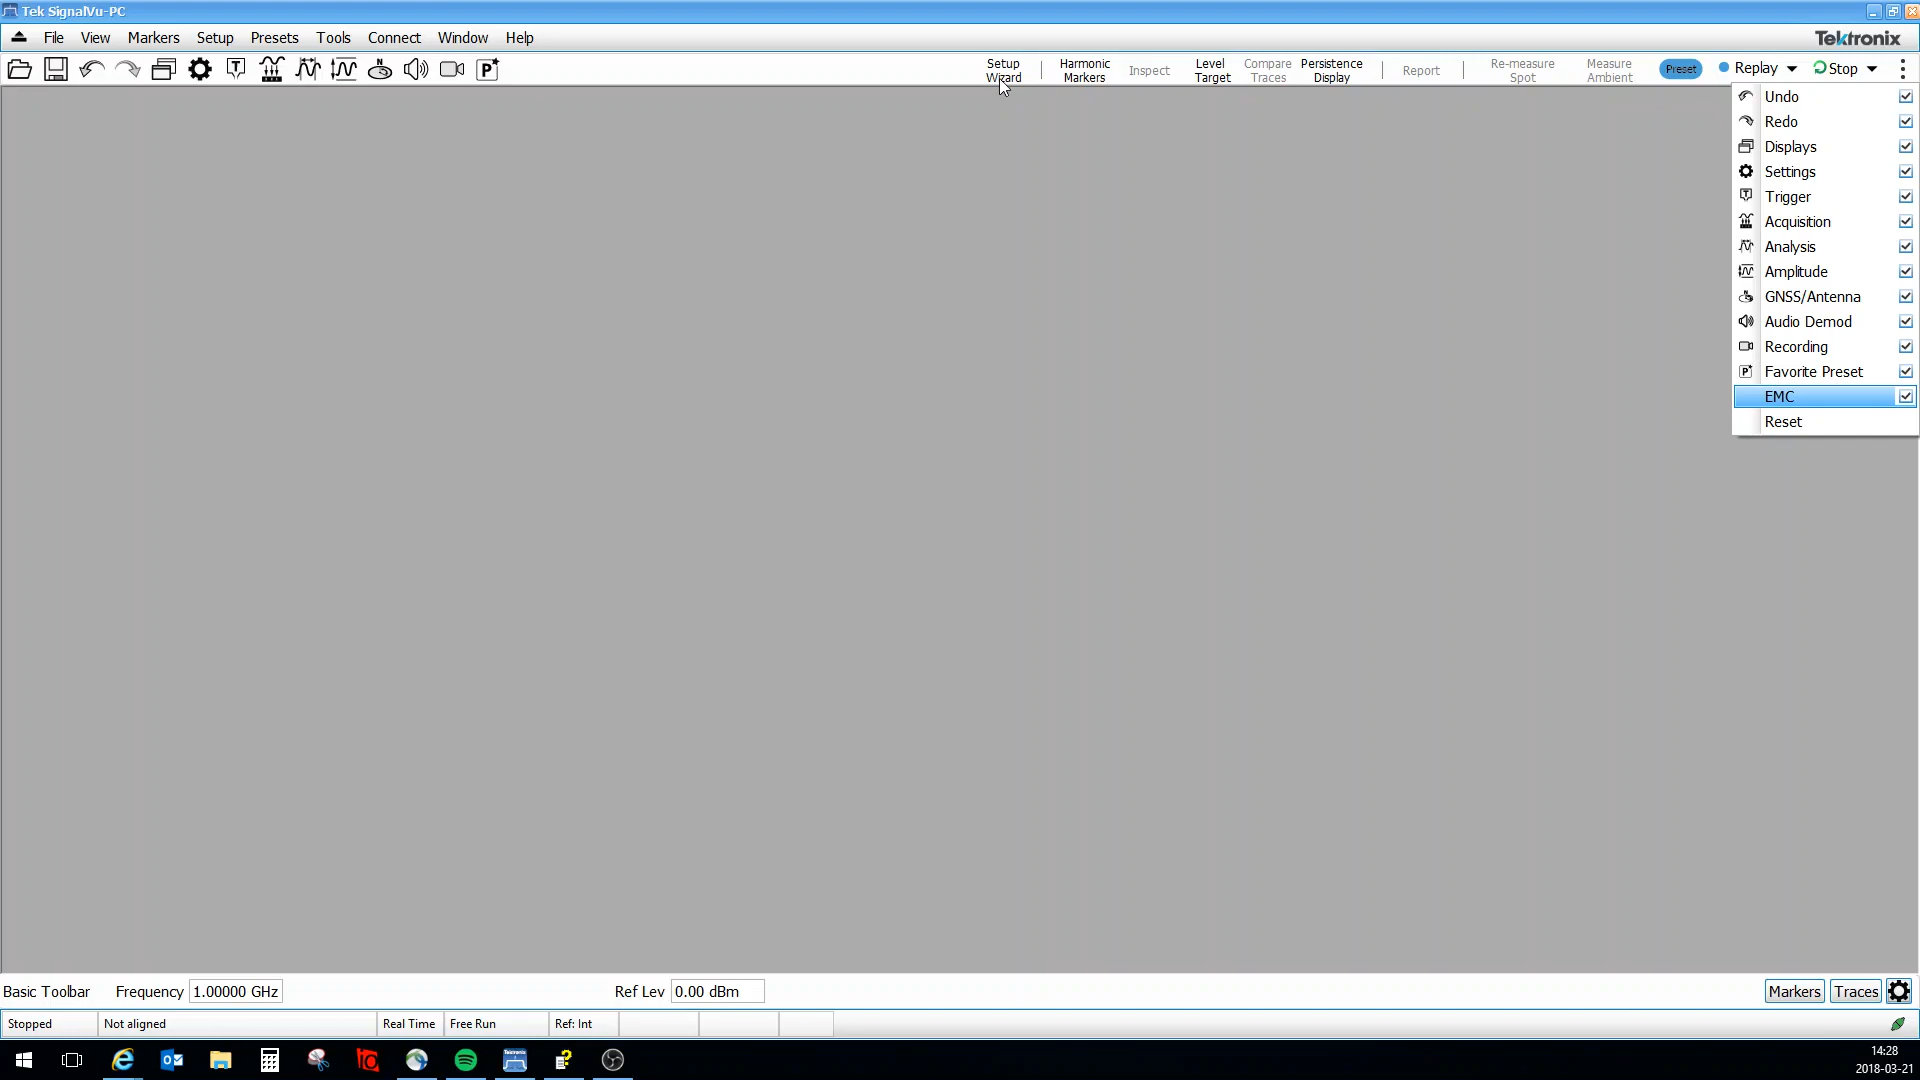 Tek SignalVu-PC
File View Markers Setup Presets Tools Connect Window Help
Tektronix
Setup Wizard
Harmonic Markers
Inspect
Level Target
Compare Traces
Persistence Display
Report
Re-measure Spot
Measure Ambient
Preset
Replay
Stop
Undo
Redo
Displays
Settings
Trigger
Acquisition
Analysis
Amplitude
GNSS/Antenna
Audio Demod
Recording
Favorite Preset
EMC
Reset
Basic Toolbar Frequency 1.00000 GHz Ref Lev 0.00 dBm Markers Traces
Stopped Not aligned Real Time Free Run Ref: Int
14:28
2018-03-21